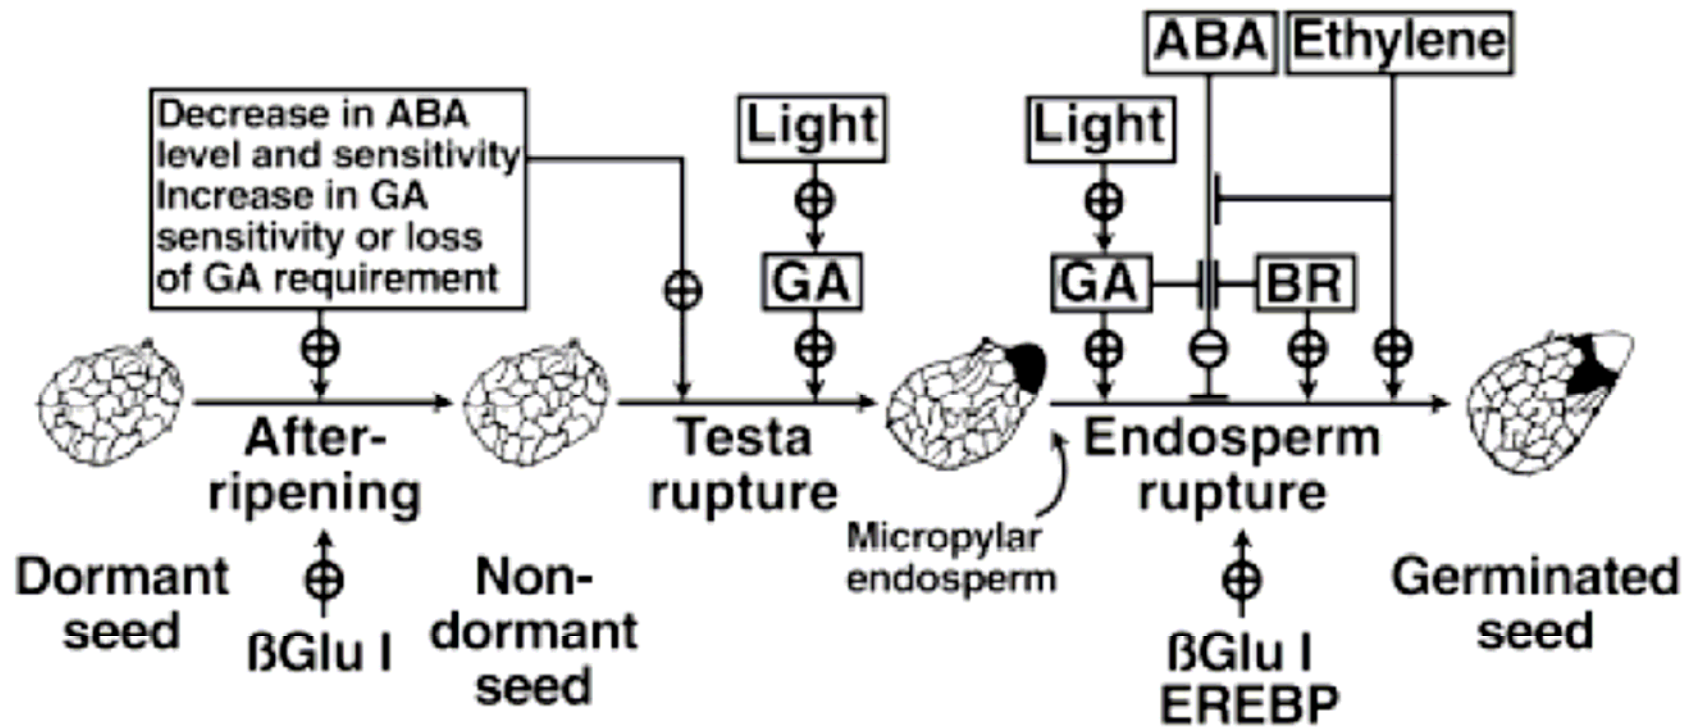 ABA
Ethylene
Decrease in ABA
level and sensitivity
Increase in GA
sensitivity or loss
of GA requirement
Light
Light
GA
GA
BR
After-
ripening
Testa
rupture
Endosperm
rupture
Micropylar
endosperm
Dormant
seed
ßGlu I
Non-
dormant
seed
ßGlu I
EREBP
Germinated
seed